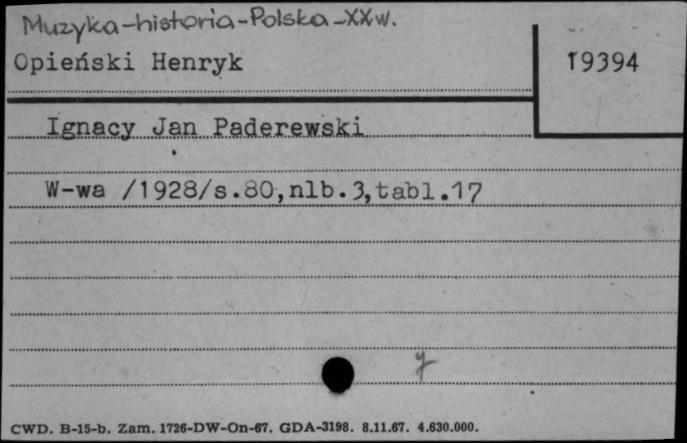 Muzyka-historia-Polska-XXw.
Opieński Henryk
19394
Ignacy Jan Paderewski
W-wa /1928/s.80,nlb.3,tabl.17
CWD. B-15-b. Zam. 1726-DW-On-67. GDA-3198. 8.11.67. 4.630.000.